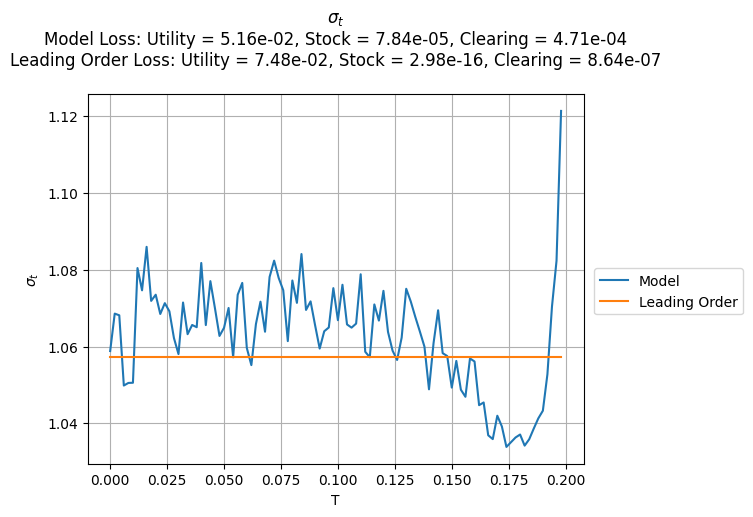 σt
Model Loss: Utility = 5.16e-02, Stock = 7.84e-05, Clearing = 4.71e-04
Leading Order Loss: Utility = 7.48e-02, Stock = 2.98e-16, Clearing = 8.64e-07
1.12
1.10
1.08
1.06
1.04
σt
0.000 0.025 0.050 0.075 0.100 0.125 0.150 0.175 0.200
T
Model
Leading Order